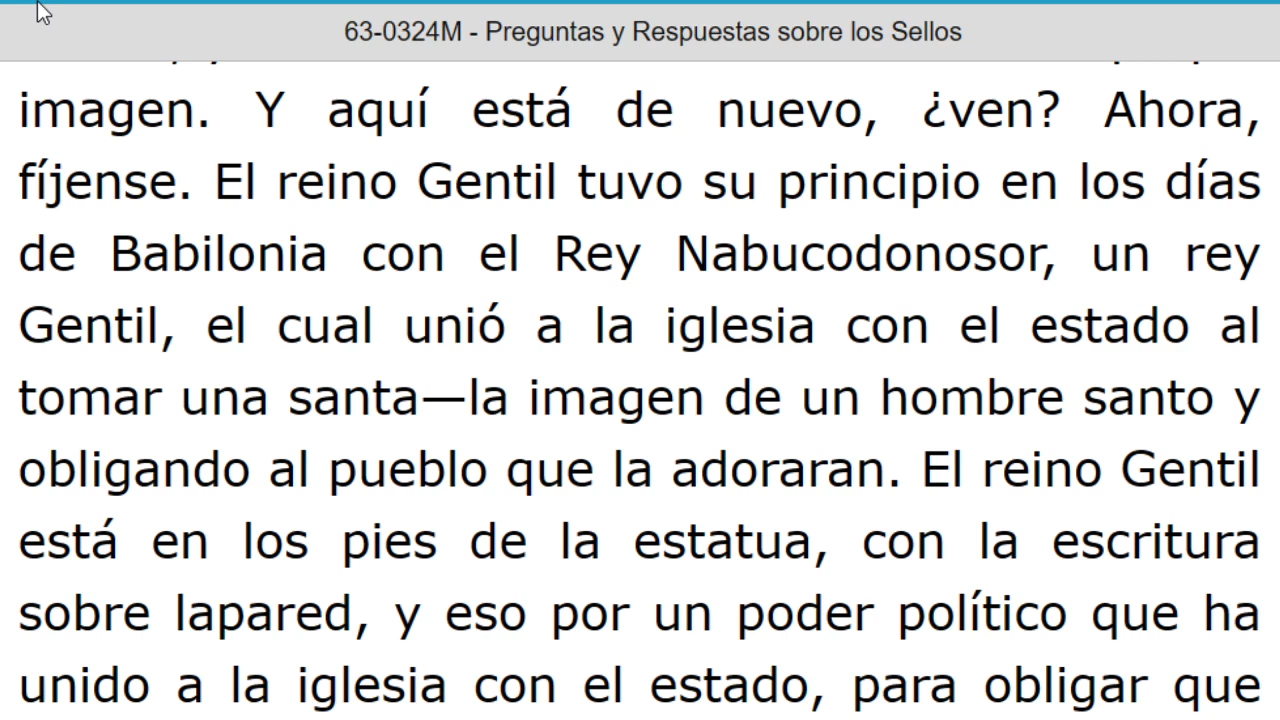 63-0324M - Preguntas y Respuestas sobre los Sellos
imagen. Y aquí está de nuevo, ¿ven? Ahora,
fíjense. El reino Gentil tuvo su principio en los días
de Babilonia con el Rey Nabucodonosor, un rey
Gentil, el cual unió a la iglesia con el estado al
tomar una santa—la imagen de un hombre santo y
obligando al pueblo que la adoraran. El reino Gentil
está en los pies de la estatua, con la escritura
sobre lapared, y eso por un poder político que ha
unido a la iglesia con el estado, para obligar que